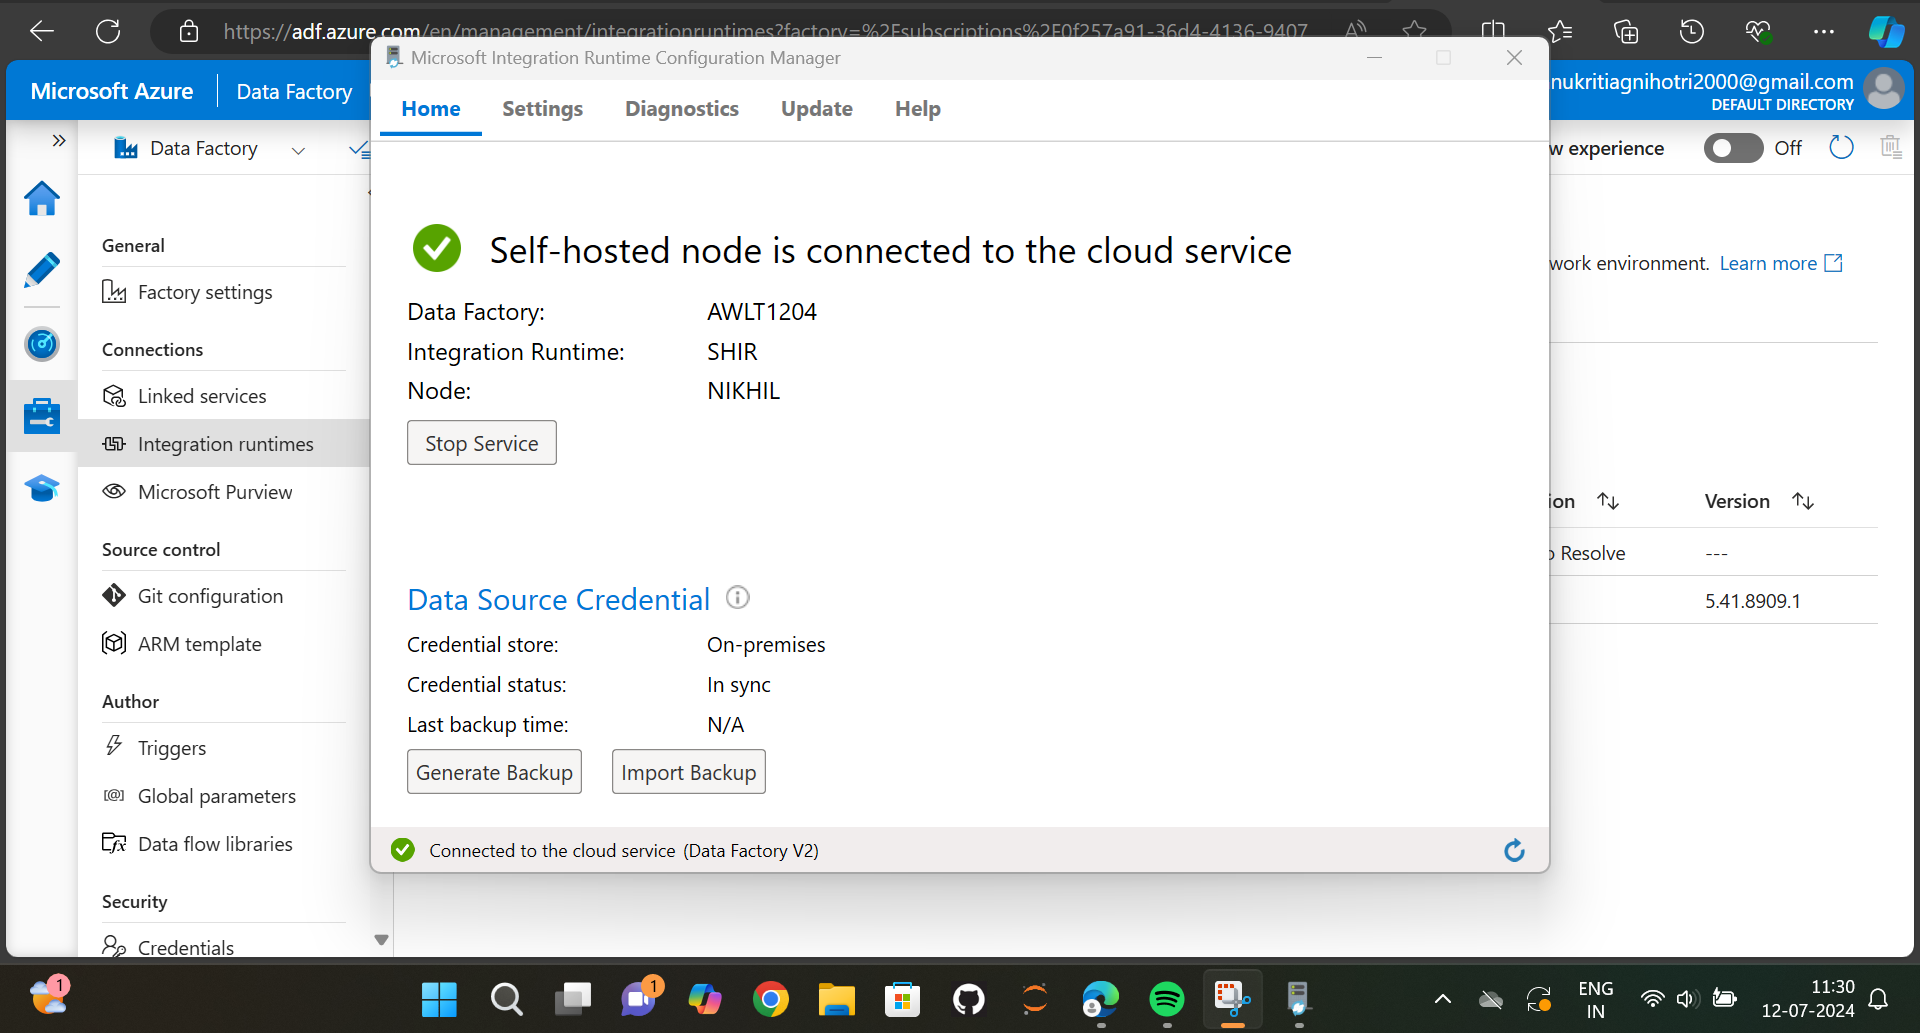 https://adf.azure.com/en/management/integrationruntimes?factory=%2Fsubscriptions%2F0f257a91-36d4-4136-9407
Microsoft Integration Runtime Configuration Manager
Microsoft Azure
Data Factory
nukritiagnihotri2000@gmail.com
DEFAULT DIRECTORY
Home
Settings
Diagnostics
Update
Help
Data Factory
w experience
Off
General
Factory settings
Connections
Linked services
Integration runtimes
Microsoft Purview
Source control
Git configuration
ARM template
Author
Triggers
Global parameters
Data flow libraries
Security
Credentials
Self-hosted node is connected to the cloud service
Data Factory: AWLT1204
Integration Runtime: SHIR
Node: NIKHIL
Stop Service
Data Source Credential
Credential store: On-premises
Credential status: In sync
Last backup time: N/A
Generate Backup
Import Backup
Connected to the cloud service (Data Factory V2)
work environment. Learn more
ion
Version
o Resolve
---
5.41.8909.1
1
1
ENG
IN
11:30
12-07-2024